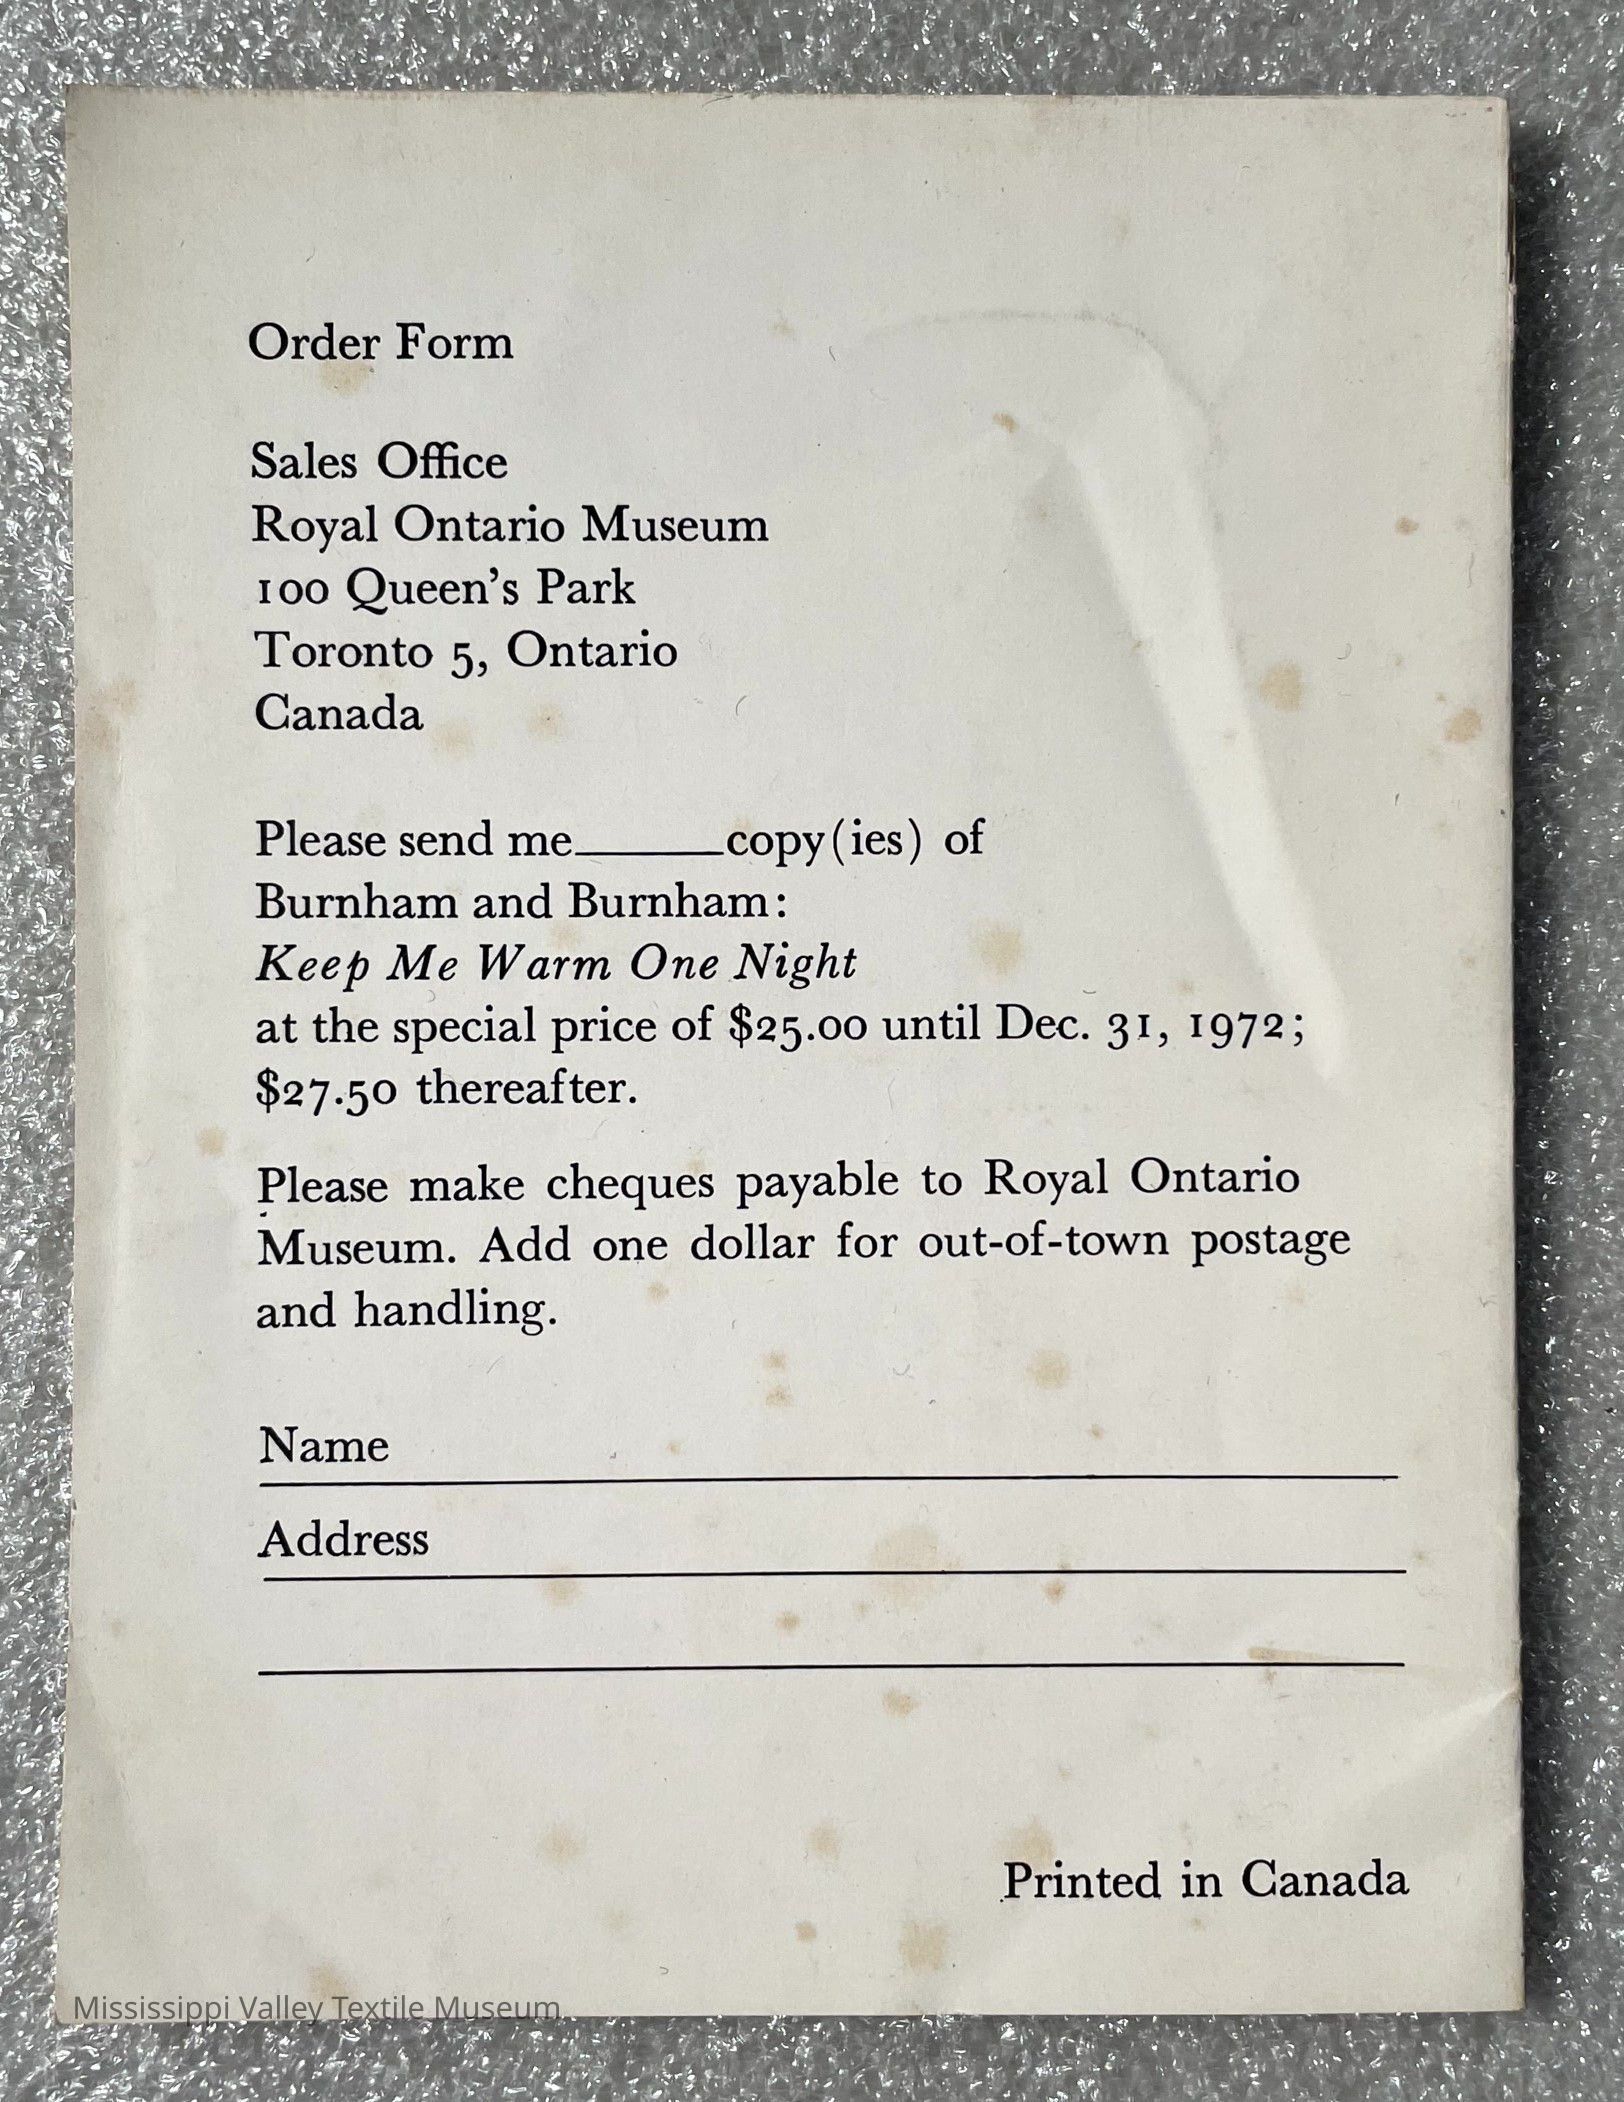 Order Form
Sales Office
Royal Ontario Museum
100 Queen's Park
Toronto 5, Ontario
Canada
Please send me______copy(ies) of
Burnham and Burnham:
Keep Me Warm One Night
at the special price of $25.00 until Dec. 31, 1972;
$27.50 thereafter.
Please make cheques payable to Royal Ontario
Museum. Add one dollar for out-of-town postage
and handling.
Name
Address
Printed in Canada
Mississippi Valley Textile Museum